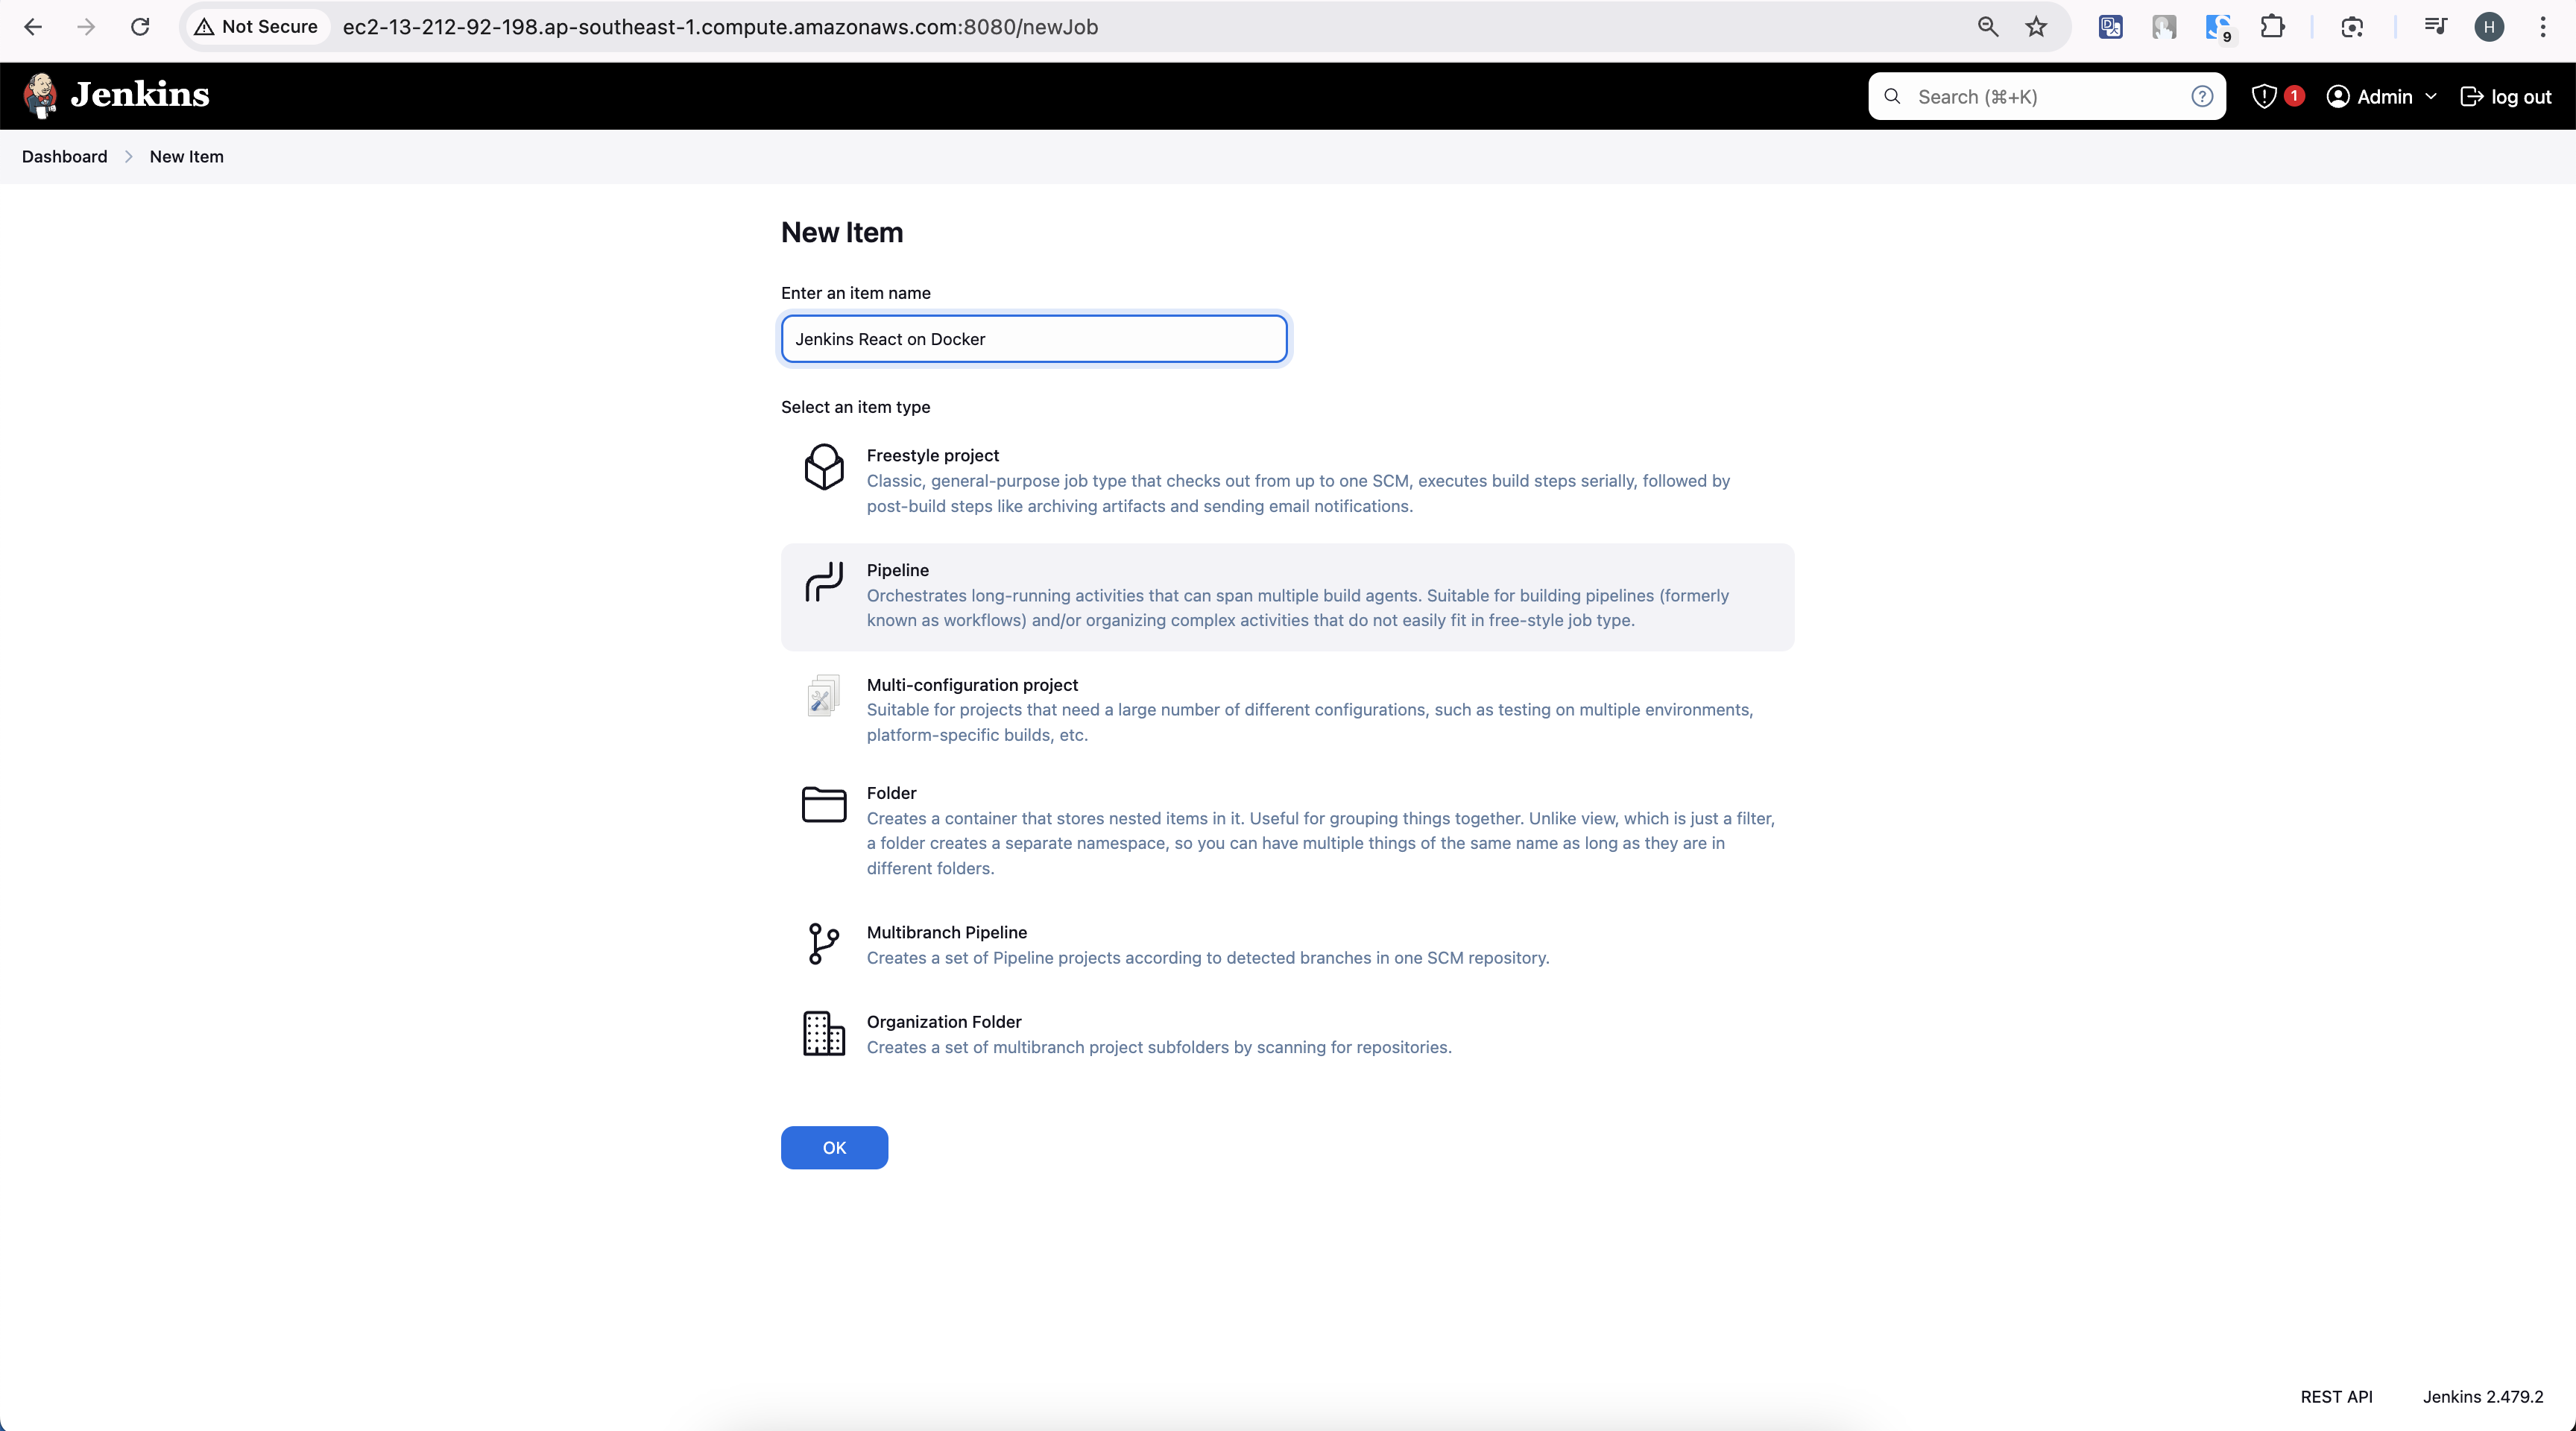 Not Secure
ec2-13-212-92-198.ap-southeast-1.compute.amazonaws.com:8080/newJob
9
H
Jenkins
Search (⌘+K)
?
1
Admin
log out
Dashboard
New Item
New Item
Enter an item name
Jenkins React on Docker
Select an item type
Freestyle project
Classic, general-purpose job type that checks out from up to one SCM, executes build steps serially, followed by
post-build steps like archiving artifacts and sending email notifications.
Pipeline
Orchestrates long-running activities that can span multiple build agents. Suitable for building pipelines (formerly
known as workflows) and/or organizing complex activities that do not easily fit in free-style job type.
Multi-configuration project
Suitable for projects that need a large number of different configurations, such as testing on multiple environments,
platform-specific builds, etc.
Folder
Creates a container that stores nested items in it. Useful for grouping things together. Unlike view, which is just a filter,
a folder creates a separate namespace, so you can have multiple things of the same name as long as they are in
different folders.
Multibranch Pipeline
Creates a set of Pipeline projects according to detected branches in one SCM repository.
Organization Folder
Creates a set of multibranch project subfolders by scanning for repositories.
OK
REST API
Jenkins 2.479.2